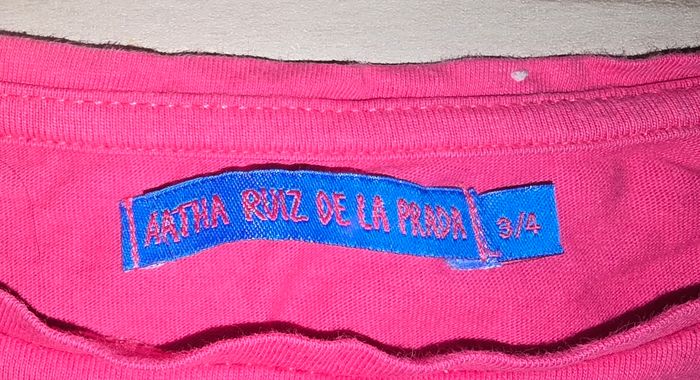 AATHA RUIZ DE LA PRADA
3/4